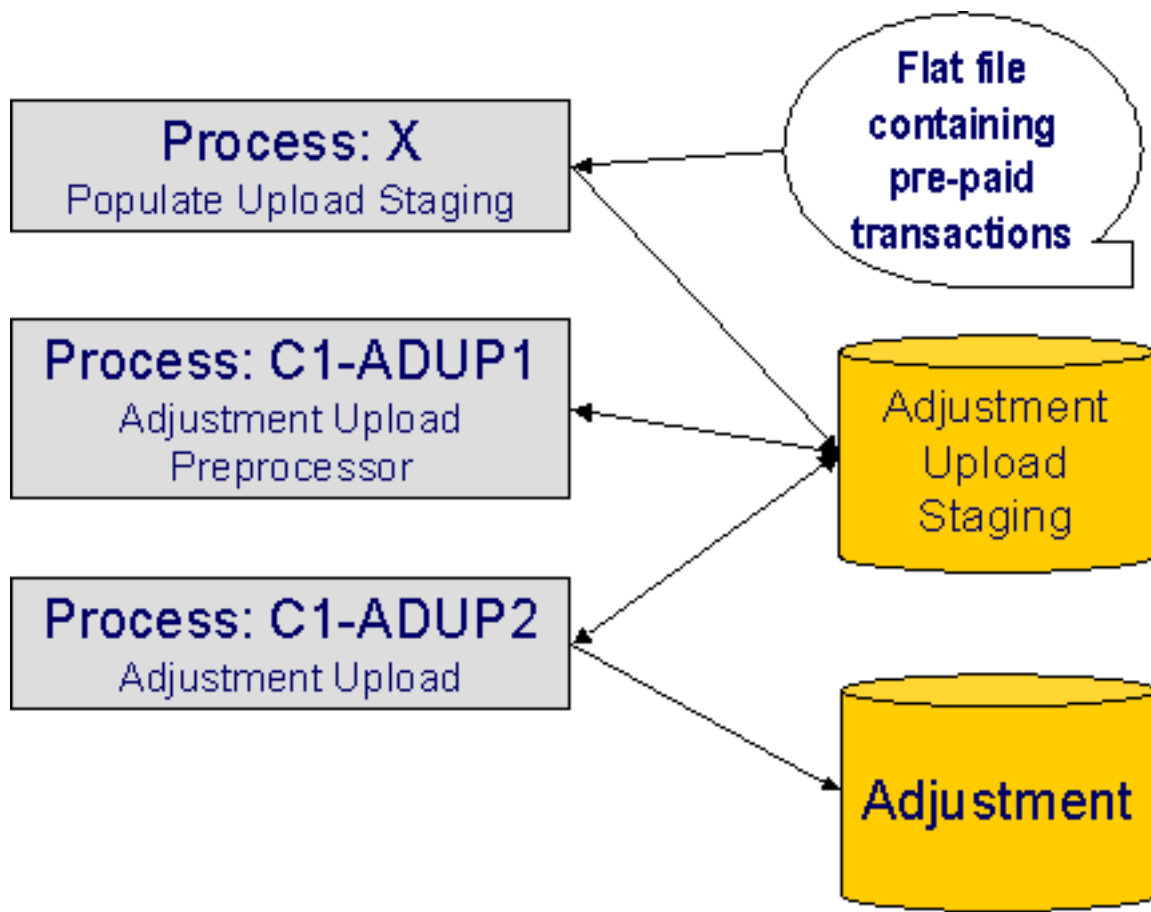 Process: X
Populate Upload Staging
Flat file
containing
pre-paid
transactions
Process: C1-ADUP1
Adjustment Upload
Preprocessor
Adjustment
Upload
Staging
Process: C1-ADUP2
Adjustment Upload
Adjustment